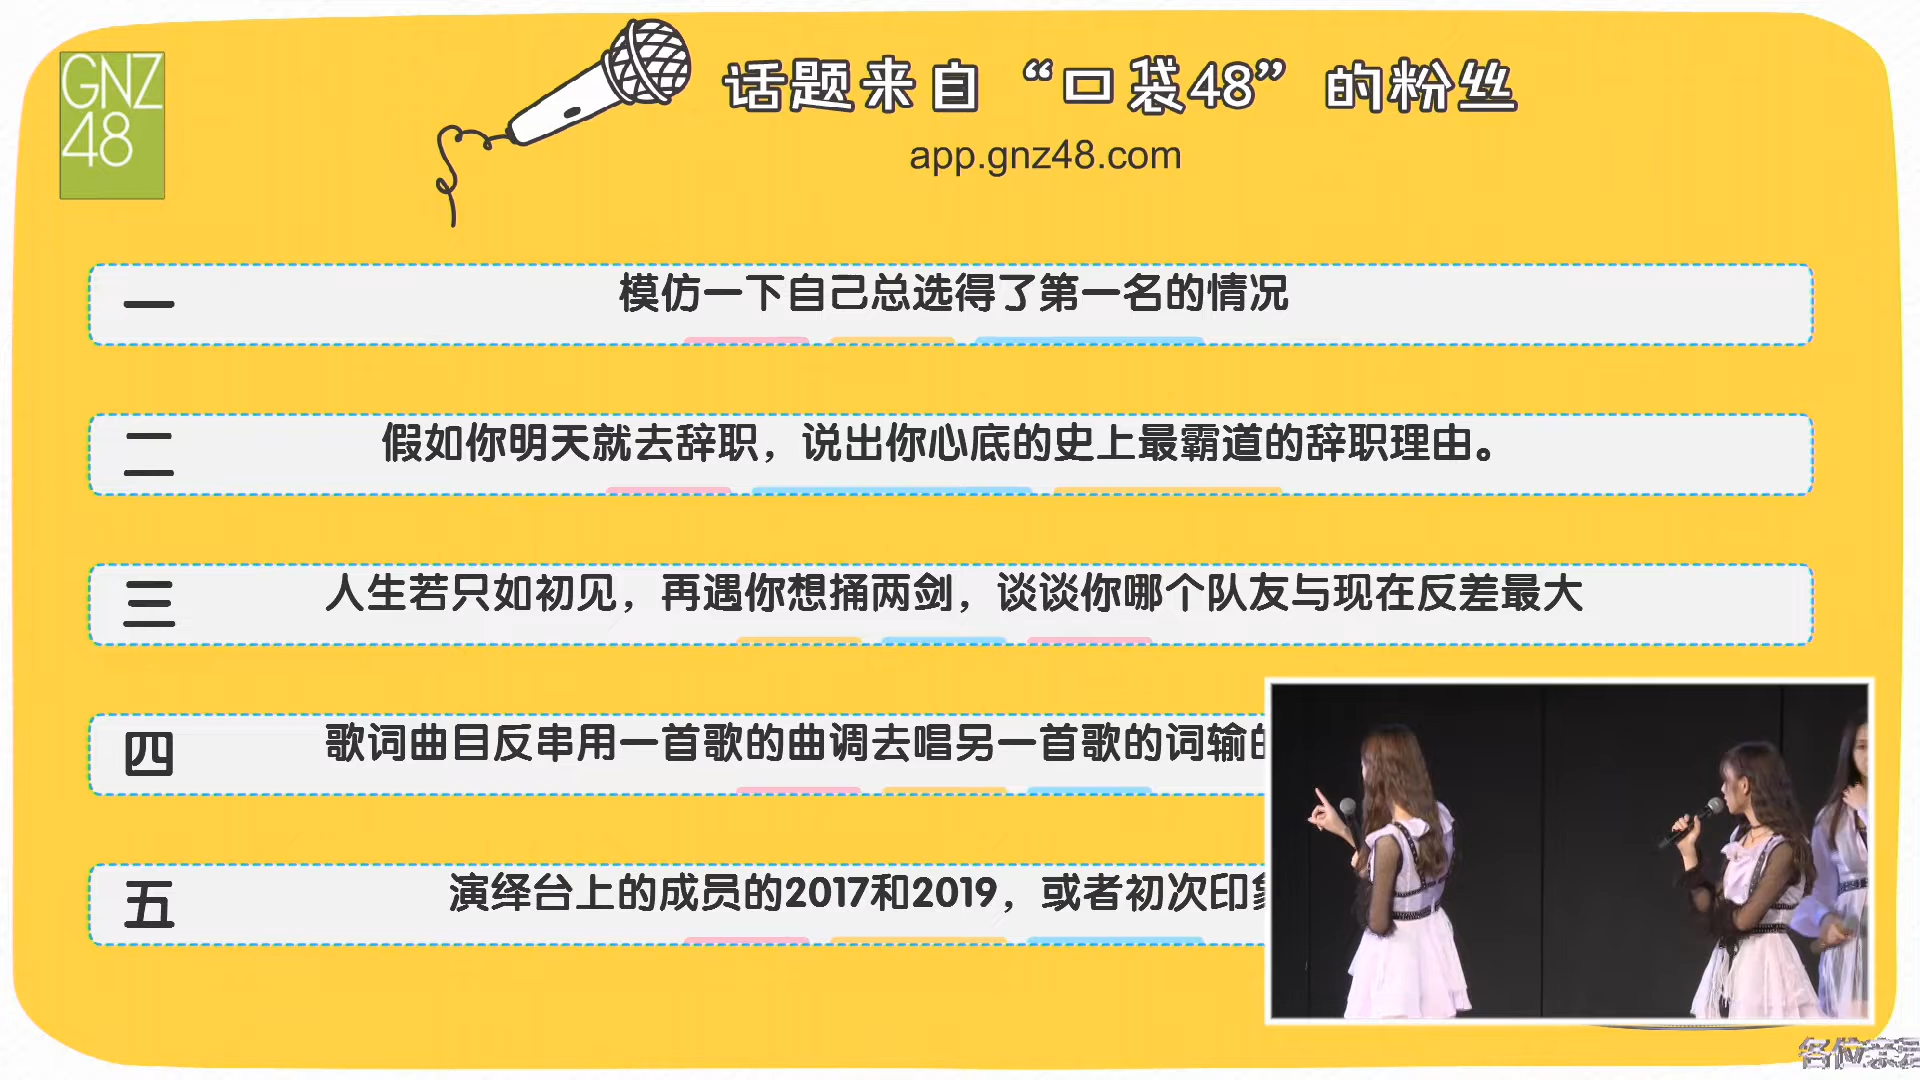 GNZ
48
话题来自“口袋48”的粉丝
app.gnz48.com
一 模仿一下自己总选得了第一名的情况
二 假如你明天就去辞职，说出你心底的史上最霸道的辞职理由。
三 人生若只如初见，再遇你想捅两剑，谈谈你哪个队友与现在反差最大
四 歌词曲目反串用一首歌的曲调去唱另一首歌的词输
五 演绎台上的成员的2017和2019，或者初次印
各位